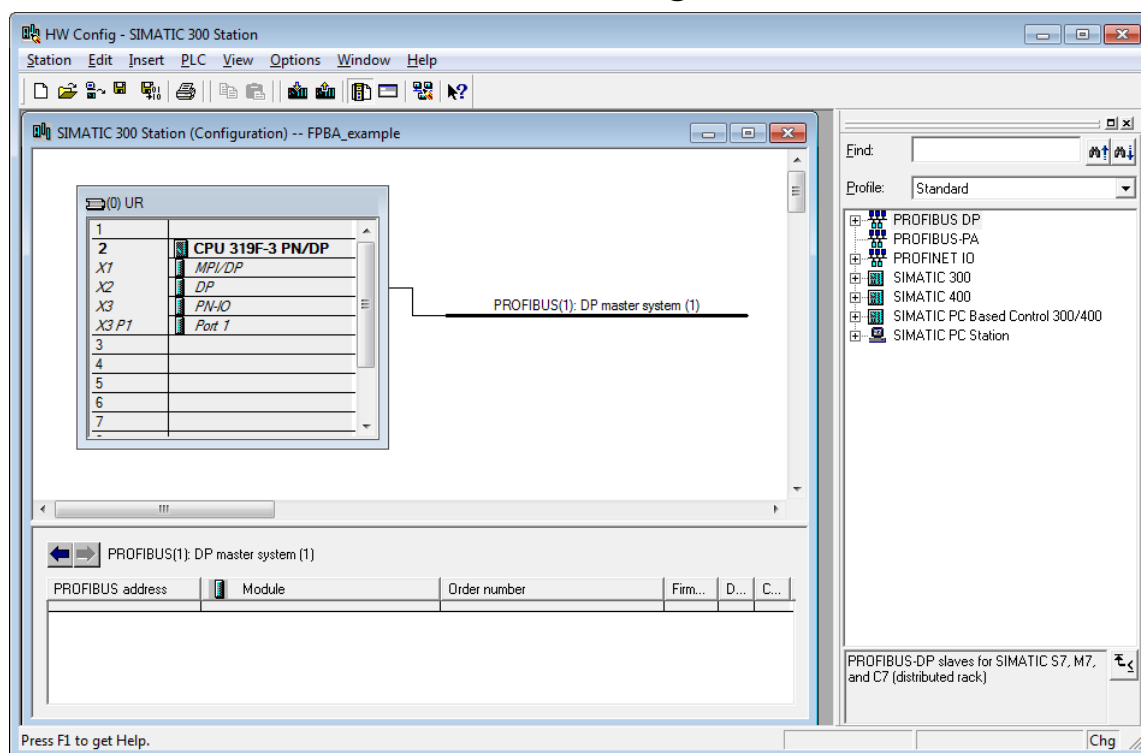 HW Config - SIMATIC 300 Station
Station Edit Insert PLC View Options Window Help
SIMATIC 300 Station (Configuration) -- FPBA_example
(0) UR
1
2 CPU 319F-3 PN/DP
X1 MPI/DP
X2 DP
X3 PN-IO
X3 P1 Port 1
3
4
5
6
7
PROFIBUS(1): DP master system (1)
PROFIBUS(1): DP master system (1)
PROFIBUS address Module Order number Firm... D... C...
Find:
Profile: Standard
PROFIBUS DP
PROFIBUS-PA
PROFINET IO
SIMATIC 300
SIMATIC 400
SIMATIC PC Based Control 300/400
SIMATIC PC Station
PROFIBUS-DP slaves for SIMATIC S7, M7,
and C7 (distributed rack)
Press F1 to get Help.
Chg